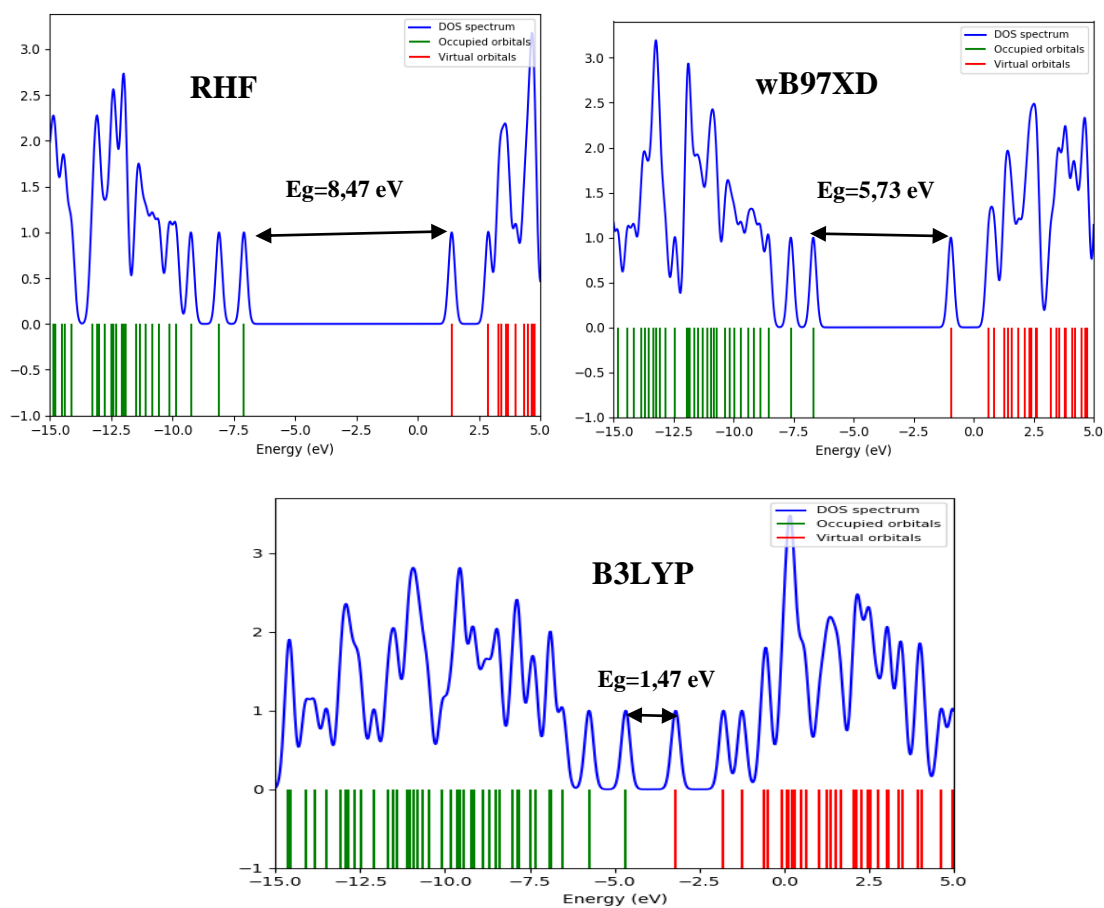 DOS spectrum
Occupied orbitals
Virtual orbitals
RHF
Eg=8,47 eV
3.0
2.5
2.0
1.5
1.0
0.5
0.0
−0.5
−1.0
−15.0 −12.5 −10.0 −7.5 −5.0 −2.5 0.0 2.5 5.0
Energy (eV)
DOS spectrum
Occupied orbitals
Virtual orbitals
wB97XD
Eg=5,73 eV
3.0
2.5
2.0
1.5
1.0
0.5
0.0
−0.5
−1.0
−15.0 −12.5 −10.0 −7.5 −5.0 −2.5 0.0 2.5 5.0
Energy (eV)
DOS spectrum
Occupied orbitals
Virtual orbitals
B3LYP
Eg=1,47 eV
3
2
1
0
−1
−15.0 −12.5 −10.0 −7.5 −5.0 −2.5 0.0 2.5 5.0
Energy (eV)